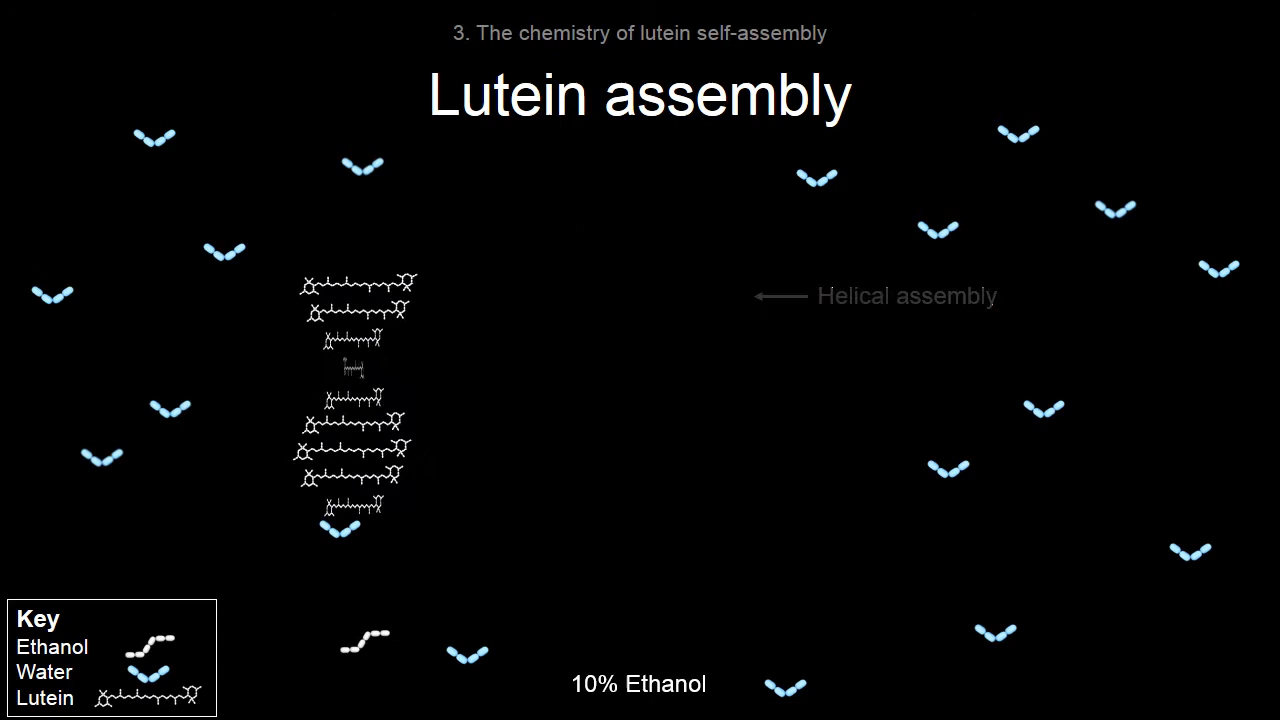 3. The chemistry of lutein self-assembly
Lutein assembly
Helical assembly
Key
Ethanol
Water
Lutein
10% Ethanol